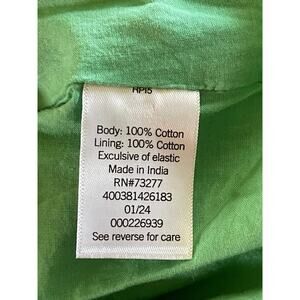 RPI5
Body: 100% Cotton
Lining: 100% Cotton
Exculsive of elastic
Made in India
RN#73277
400381426183
01/24
000226939
See reverse for care